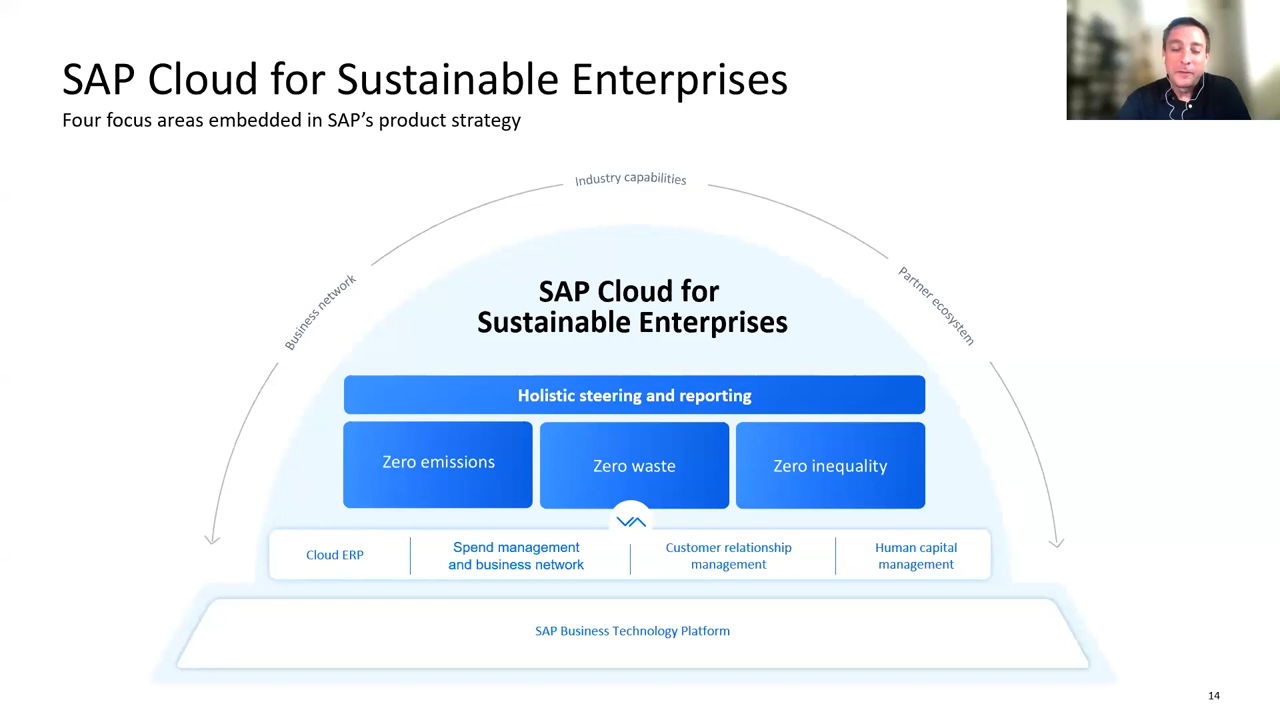 SAP Cloud for Sustainable Enterprises
Four focus areas embedded in SAP's product strategy
Industry capabilities
Business network
Partner ecosystem
SAP Cloud for
Sustainable Enterprises
Holistic steering and reporting
Zero emissions
Zero waste
Zero inequality
Cloud ERP
Spend management
and business network
Customer relationship
management
Human capital
management
SAP Business Technology Platform
14